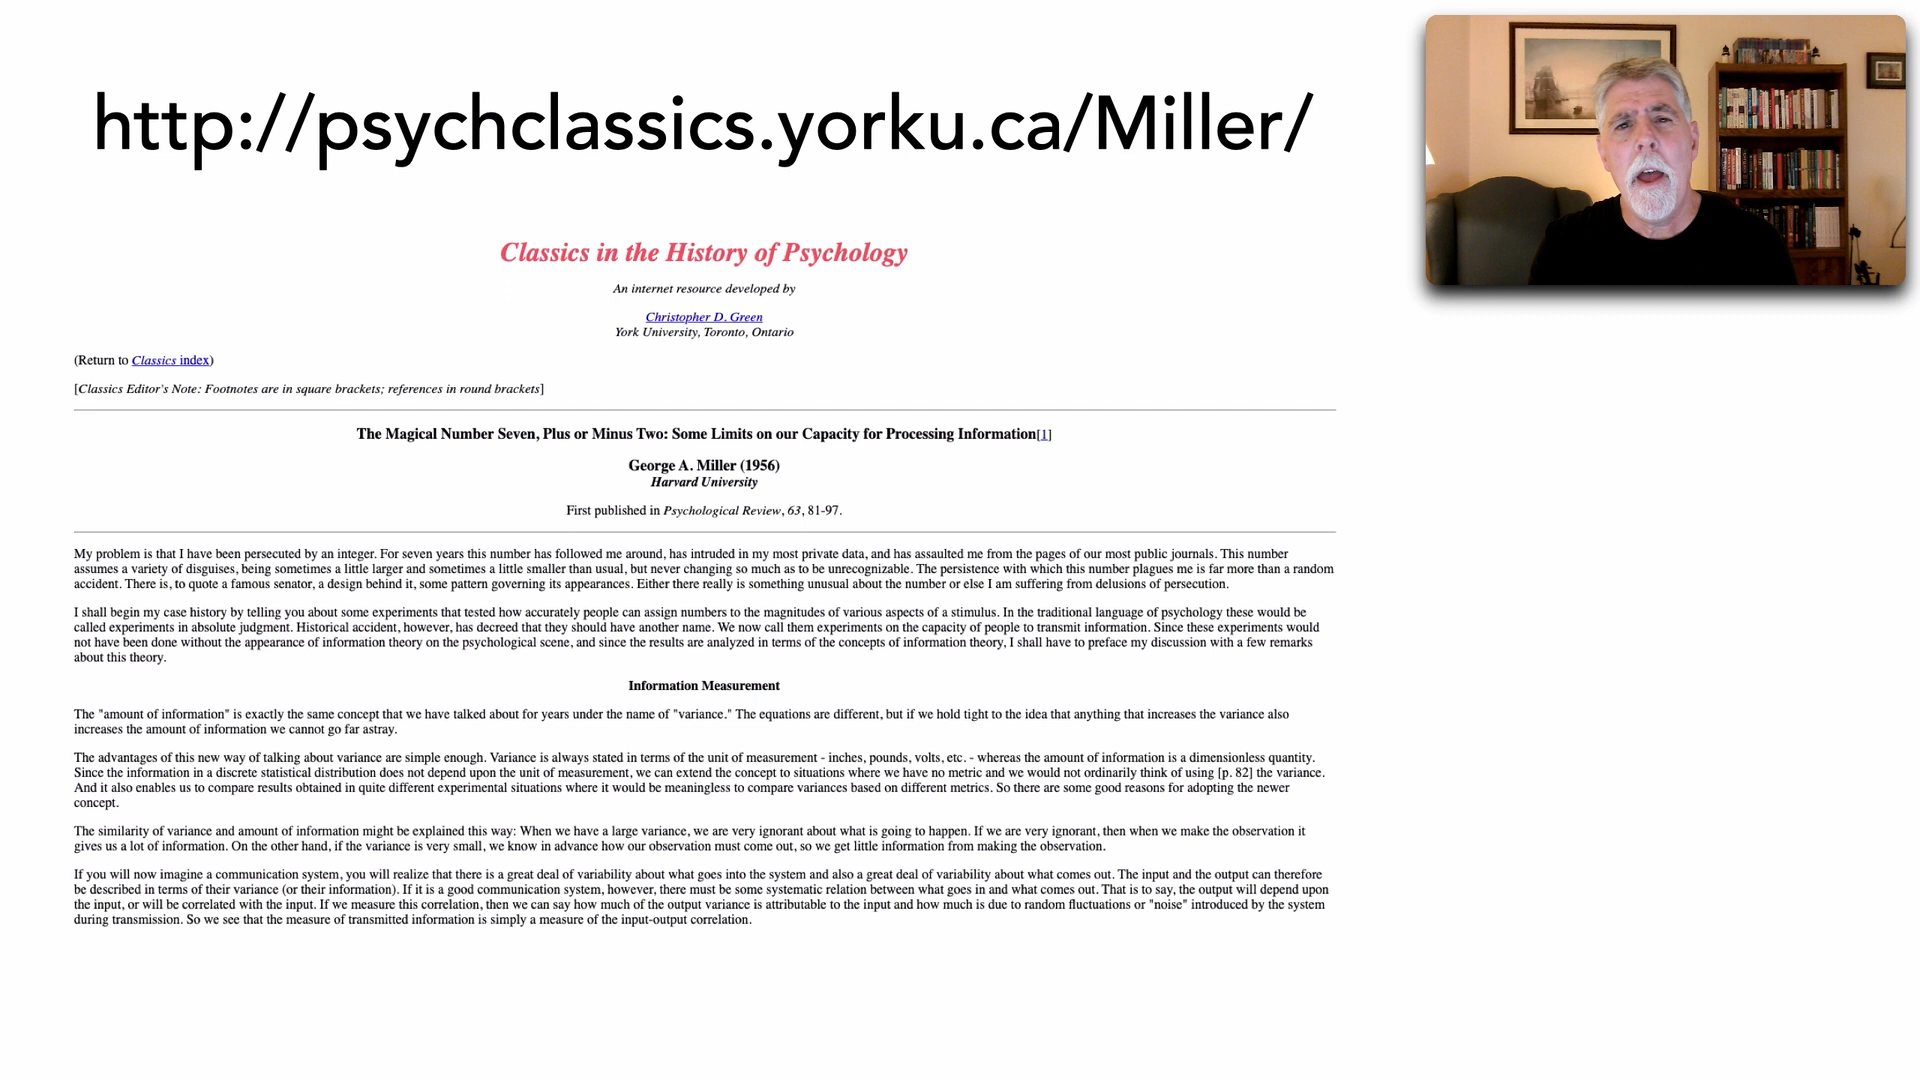 http://psychclassics.yorku.ca/Miller/
Classics in the History of Psychology
An internet resource developed by
Christopher D. Green
York University, Toronto, Ontario
(Return to Classics index)
[Classics Editor's Note: Footnotes are in square brackets; references in round brackets]
The Magical Number Seven, Plus or Minus Two: Some Limits on our Capacity for Processing Information[1]
George A. Miller (1956)
Harvard University
First published in Psychological Review, 63, 81-97.
My problem is that I have been persecuted by an integer. For seven years this number has followed me around, has intruded in my most private data, and has assaulted me from the pages of our most public journals. This number
assumes a variety of disguises, being sometimes a little larger and sometimes a little smaller than usual, but never changing so much as to be unrecognizable. The persistence with which this number plagues me is far more than a random
accident. There is, to quote a famous senator, a design behind it, some pattern governing its appearances. Either there really is something unusual about the number or else I am suffering from delusions of persecution.
I shall begin my case history by telling you about some experiments that tested how accurately people can assign numbers to the magnitudes of various aspects of a stimulus. In the traditional language of psychology these would be
called experiments in absolute judgment. Historical accident, however, has decreed that they should have another name. We now call them experiments on the capacity of people to transmit information. Since these experiments would
not have been done without the appearance of information theory on the psychological scene, and since the results are analyzed in terms of the concepts of information theory, I shall have to preface my discussion with a few remarks
about this theory.
Information Measurement
The "amount of information" is exactly the same concept that we have talked about for years under the name of "variance." The equations are different, but if we hold tight to the idea that anything that increases the variance also
increases the amount of information we cannot go far astray.
The advantages of this new way of talking about variance are simple enough. Variance is always stated in terms of the unit of measurement - inches, pounds, volts, etc. - whereas the amount of information is a dimensionless quantity.
Since the information in a discrete statistical distribution does not depend upon the unit of measurement, we can extend the concept to situations where we have no metric and we would not ordinarily think of using [p. 82] the variance.
And it also enables us to compare results obtained in quite different experimental situations where it would be meaningless to compare variances based on different metrics. So there are some good reasons for adopting the newer
concept.
The similarity of variance and amount of information might be explained this way: When we have a large variance, we are very ignorant about what is going to happen. If we are very ignorant, then when we make the observation it
gives us a lot of information. On the other hand, if the variance is very small, we know in advance how our observation must come out, so we get little information from making the observation.
If you will now imagine a communication system, you will realize that there is a great deal of variability about what goes into the system and also a great deal of variability about what comes out. The input and the output can therefore
be described in terms of their variance (or their information). If it is a good communication system, however, there must be some systematic relation between what goes in and what comes out. That is to say, the output will depend upon
the input, or will be correlated with the input. If we measure this correlation, then we can say how much of the output variance is attributable to the input and how much is due to random fluctuations or "noise" introduced by the system
during transmission. So we see that the measure of transmitted information is simply a measure of the input-output correlation.